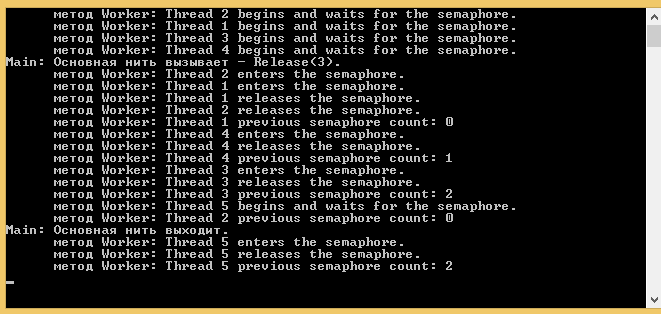 метод Worker: Thread 2 begins and waits for the semaphore.
метод Worker: Thread 1 begins and waits for the semaphore.
метод Worker: Thread 3 begins and waits for the semaphore.
метод Worker: Thread 4 begins and waits for the semaphore.
Main: Основная нить вызывает - Release(3).
метод Worker: Thread 2 enters the semaphore.
метод Worker: Thread 1 enters the semaphore.
метод Worker: Thread 1 releases the semaphore.
метод Worker: Thread 2 releases the semaphore.
метод Worker: Thread 1 previous semaphore count: 0
метод Worker: Thread 4 enters the semaphore.
метод Worker: Thread 4 releases the semaphore.
метод Worker: Thread 4 previous semaphore count: 1
метод Worker: Thread 3 enters the semaphore.
метод Worker: Thread 3 releases the semaphore.
метод Worker: Thread 3 previous semaphore count: 2
метод Worker: Thread 5 begins and waits for the semaphore.
метод Worker: Thread 2 previous semaphore count: 0
Main: Основная нить выходит.
метод Worker: Thread 5 enters the semaphore.
метод Worker: Thread 5 releases the semaphore.
метод Worker: Thread 5 previous semaphore count: 2